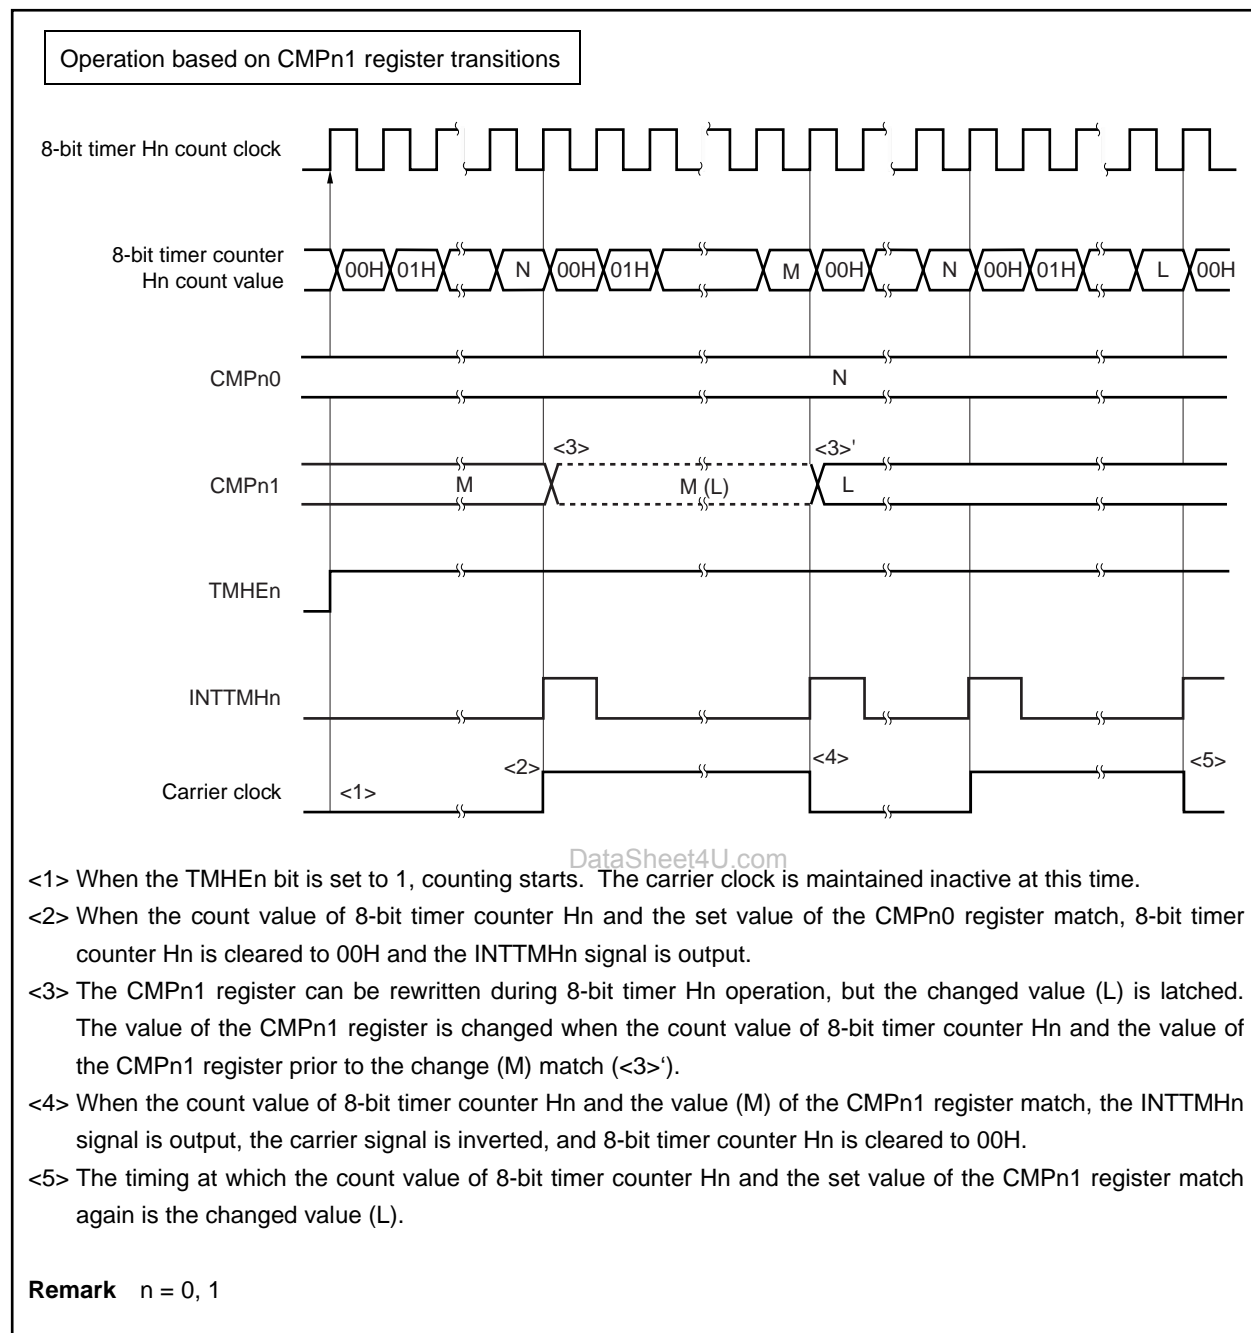 Operation based on CMPn1 register transitions
8-bit timer Hn count clock
8-bit timer counter
Hn count value
00H 01H N 00H 01H M 00H N 00H 01H L 00H
CMPn0
N
<3> <3>'
CMPn1
M M (L) L
TMHEn
INTTMHn
<2> <4> <5>
Carrier clock <1>
DataSheet4U.com
<1> When the TMHEn bit is set to 1, counting starts. The carrier clock is maintained inactive at this time.
<2> When the count value of 8-bit timer counter Hn and the set value of the CMPn0 register match, 8-bit timer
counter Hn is cleared to 00H and the INTTMHn signal is output.
<3> The CMPn1 register can be rewritten during 8-bit timer Hn operation, but the changed value (L) is latched.
The value of the CMPn1 register is changed when the count value of 8-bit timer counter Hn and the value of
the CMPn1 register prior to the change (M) match (<3>‘).
<4> When the count value of 8-bit timer counter Hn and the value (M) of the CMPn1 register match, the INTTMHn
signal is output, the carrier signal is inverted, and 8-bit timer counter Hn is cleared to 00H.
<5> The timing at which the count value of 8-bit timer counter Hn and the set value of the CMPn1 register match
again is the changed value (L).
Remark n = 0, 1